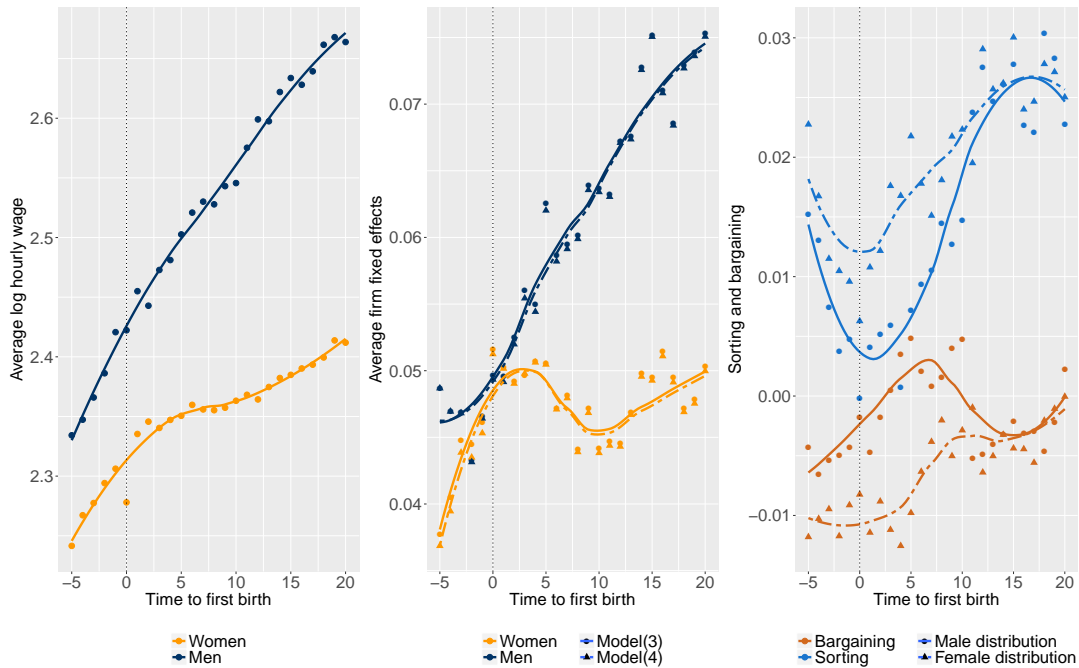 Average log hourly wage
2.6
2.5
2.4
2.3
−5 0 5 10 15 20
Time to first birth
Women
Men
Average firm fixed effects
0.07
0.06
0.05
0.04
−5 0 5 10 15 20
Time to first birth
Women
Men
Model(3)
Model(4)
Sorting and bargaining
0.03
0.02
0.01
0.00
−0.01
−5 0 5 10 15 20
Time to first birth
Bargaining
Sorting
Male distribution
Female distribution